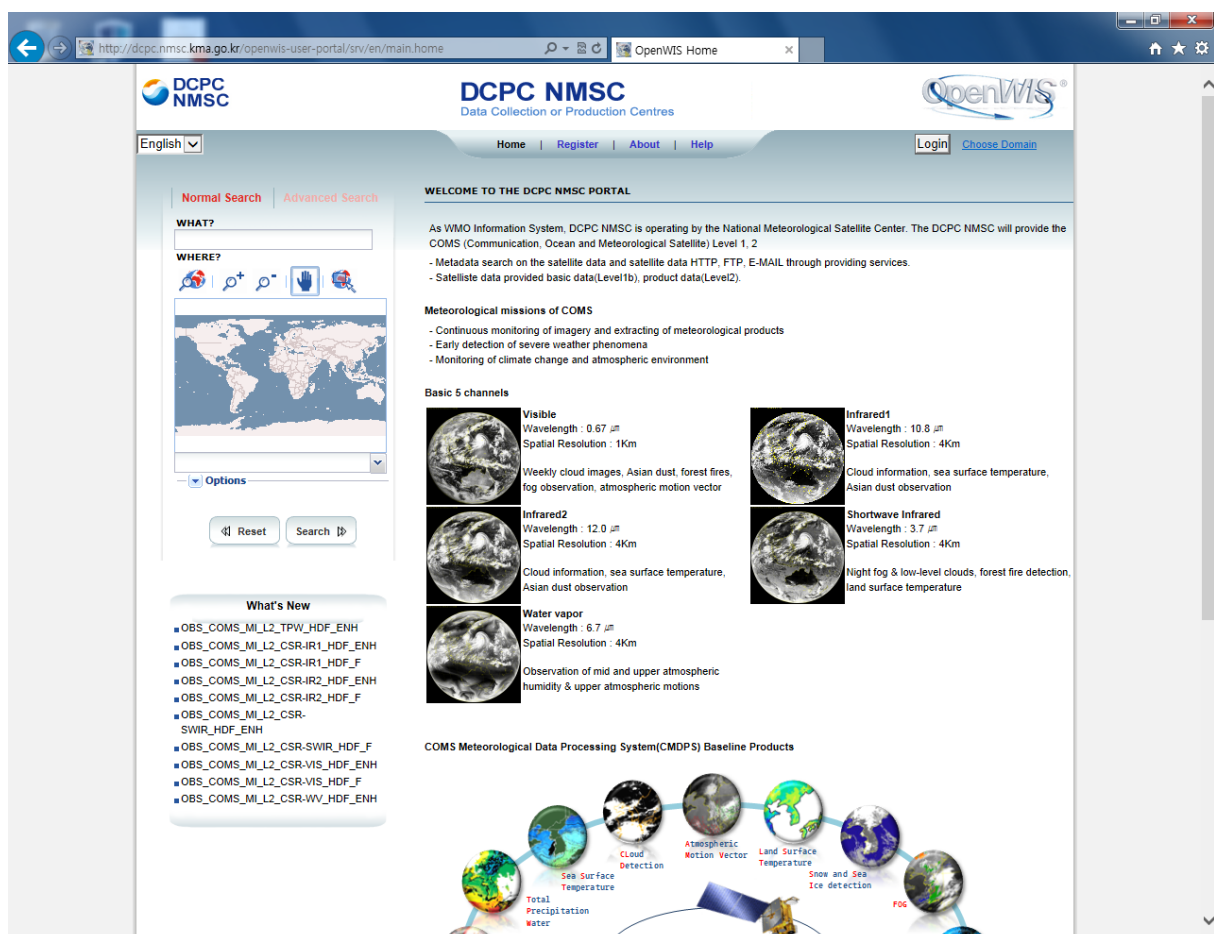 http://dcpc.nmsc.kma.go.kr/openwis-user-portal/srv/en/main.home
OpenWIS Home
DCPC
NMSC
DCPC NMSC
Data Collection or Production Centres
OpenWIS
English
Home | Register | About | Help
Login
Choose Domain
Normal Search
Advanced Search
WHAT?
WHERE?
Options
Reset
Search
What's New
OBS_COMS_MI_L2_TPW_HDF_ENH
OBS_COMS_MI_L2_CSR-IR1_HDF_ENH
OBS_COMS_MI_L2_CSR-IR1_HDF_F
OBS_COMS_MI_L2_CSR-IR2_HDF_ENH
OBS_COMS_MI_L2_CSR-IR2_HDF_F
OBS_COMS_MI_L2_CSR-
SWIR_HDF_ENH
OBS_COMS_MI_L2_CSR-SWIR_HDF_F
OBS_COMS_MI_L2_CSR-VIS_HDF_ENH
OBS_COMS_MI_L2_CSR-VIS_HDF_F
OBS_COMS_MI_L2_CSR-WV_HDF_ENH
WELCOME TO THE DCPC NMSC PORTAL
As WMO Information System, DCPC NMSC is operating by the National Meteorological Satellite Center. The DCPC NMSC will provide the
COMS (Communication, Ocean and Meteorological Satellite) Level 1, 2
- Metadata search on the satellite data and satellite data HTTP, FTP, E-MAIL through providing services.
- Satelliste data provided basic data(Level1b), product data(Level2).
Meteorological missions of COMS
- Continuous monitoring of imagery and extracting of meteorological products
- Early detection of severe weather phenomena
- Monitoring of climate change and atmospheric environment
Basic 5 channels
Visible
Wavelength : 0.67 ㎛
Spatial Resolution : 1Km
Weekly cloud images, Asian dust, forest fires,
fog observation, atmospheric motion vector
Infrared1
Wavelength : 10.8 ㎛
Spatial Resolution : 4Km
Cloud information, sea surface temperature,
Asian dust observation
Infrared2
Wavelength : 12.0 ㎛
Spatial Resolution : 4Km
Cloud information, sea surface temperature,
Asian dust observation
Shortwave Infrared
Wavelength : 3.7 ㎛
Spatial Resolution : 4Km
Night fog & low-level clouds, forest fire detection,
land surface temperature
Water vapor
Wavelength : 6.7 ㎛
Spatial Resolution : 4Km
Observation of mid and upper atmospheric
humidity & upper atmospheric motions
COMS Meteorological Data Processing System(CMDPS) Baseline Products
Total
Precipitation
Water
Sea Surface
Temperature
CLoud
Detection
Atmospheric
Motion Vector
Land Surface
Temperature
Snow and Sea
Ice detection
FOG